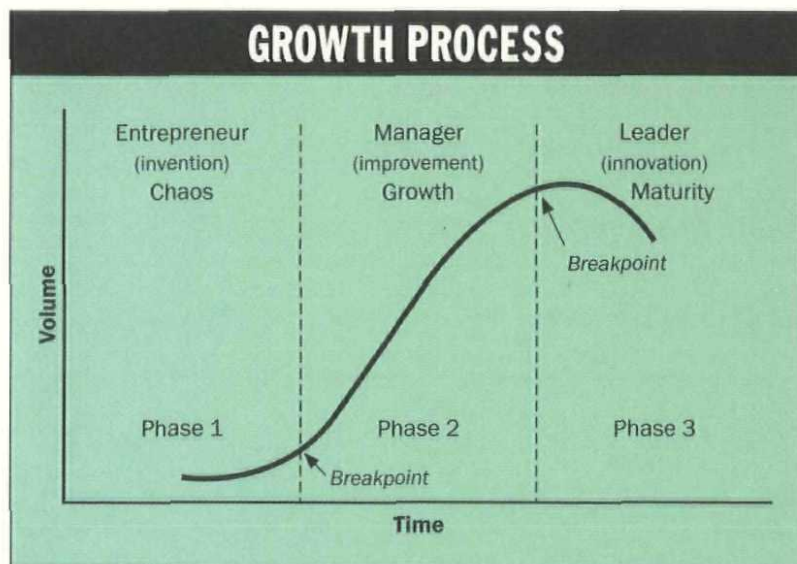 GROWTH PROCESS
Entrepreneur
(invention)
Chaos
Manager
(improvement)
Growth
Leader
(innovation)
Maturity
Breakpoint
Volume
Phase 1
Phase 2
Phase 3
Breakpoint
Time